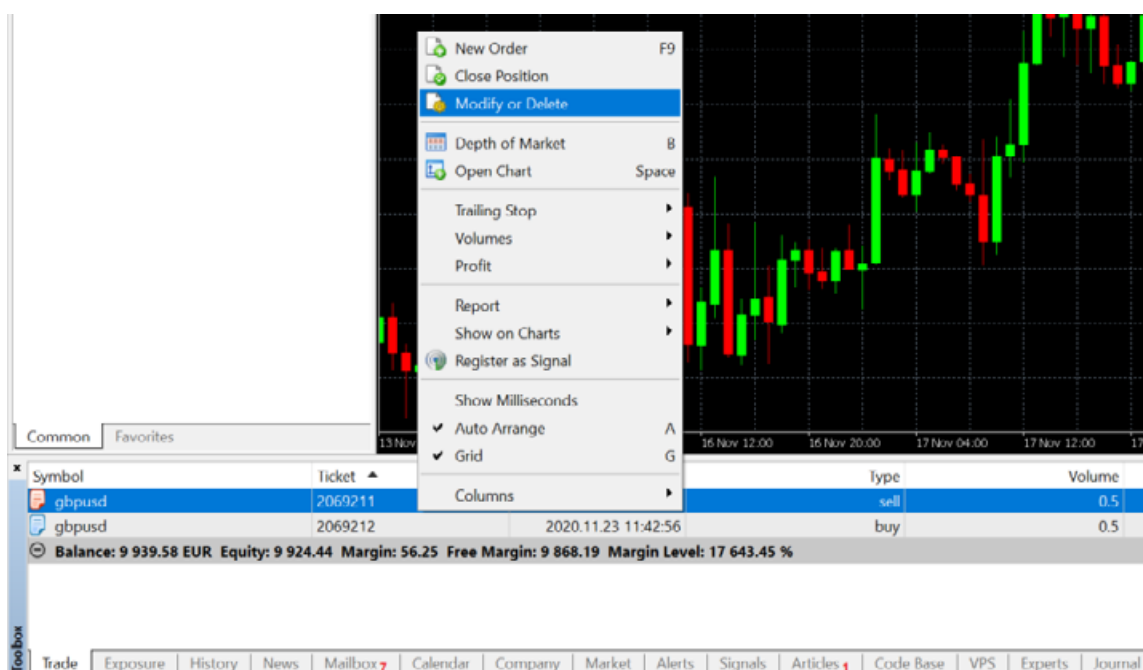 New Order F9
Close Position
Modify or Delete
Depth of Market B
Open Chart Space
Trailing Stop
Volumes
Profit
Report
Show on Charts
Register as Signal
Show Milliseconds
Auto Arrange A
Grid G
Columns
Common Favorites
13 Nov 16 Nov 12:00 16 Nov 20:00 17 Nov 04:00 17 Nov 12:00 17
Symbol Ticket Type Volume
gbpusd 2069211 sell 0.5
gbpusd 2069212 2020.11.23 11:42:56 buy 0.5
Balance: 9 939.58 EUR Equity: 9 924.44 Margin: 56.25 Free Margin: 9 868.19 Margin Level: 17 643.45 %
Toolbox
Trade Exposure History News Mailbox 7 Calendar Company Market Alerts Signals Articles 1 Code Base VPS Experts Journal